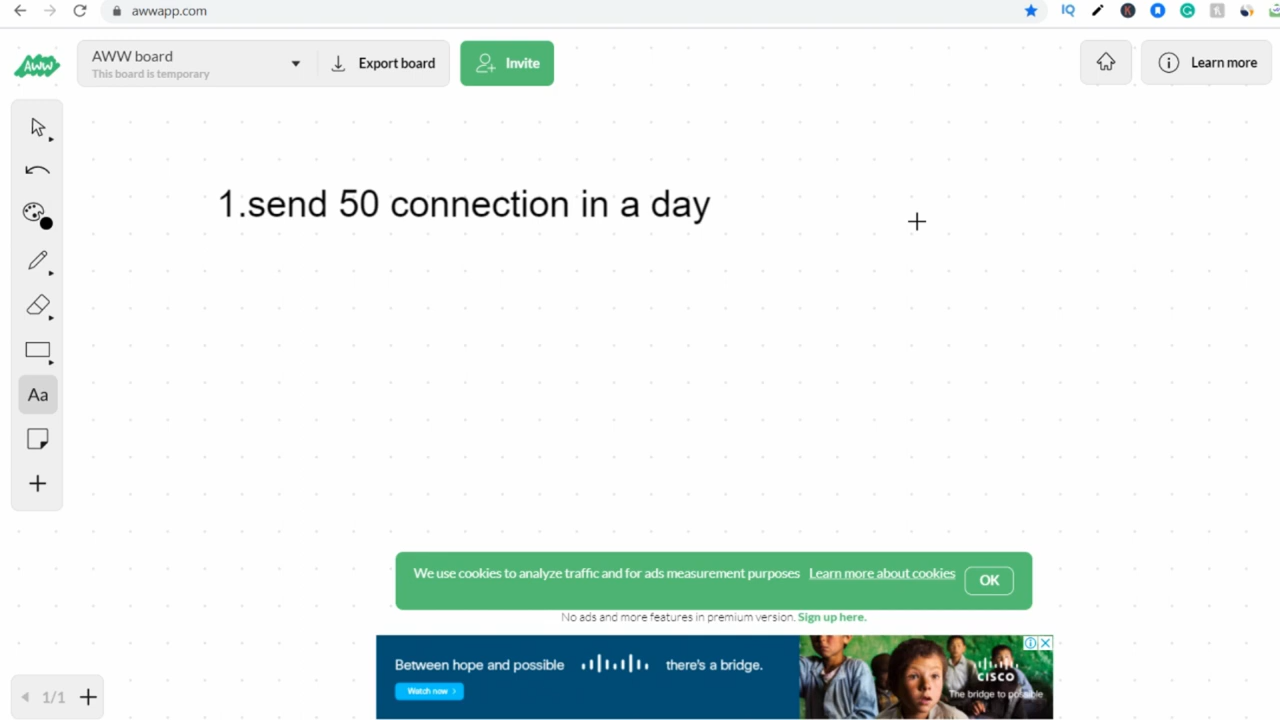 awwapp.com
IQ
K
AWW
AWW board
This board is temporary
Export board
Invite
Learn more
1.send 50 connection in a day
Aa
We use cookies to analyze traffic and for ads measurement purposes Learn more about cookies
OK
No ads and more features in premium version. Sign up here.
Between hope and possible there's a bridge.
Watch now >
CISCO
The bridge to possible
1/1